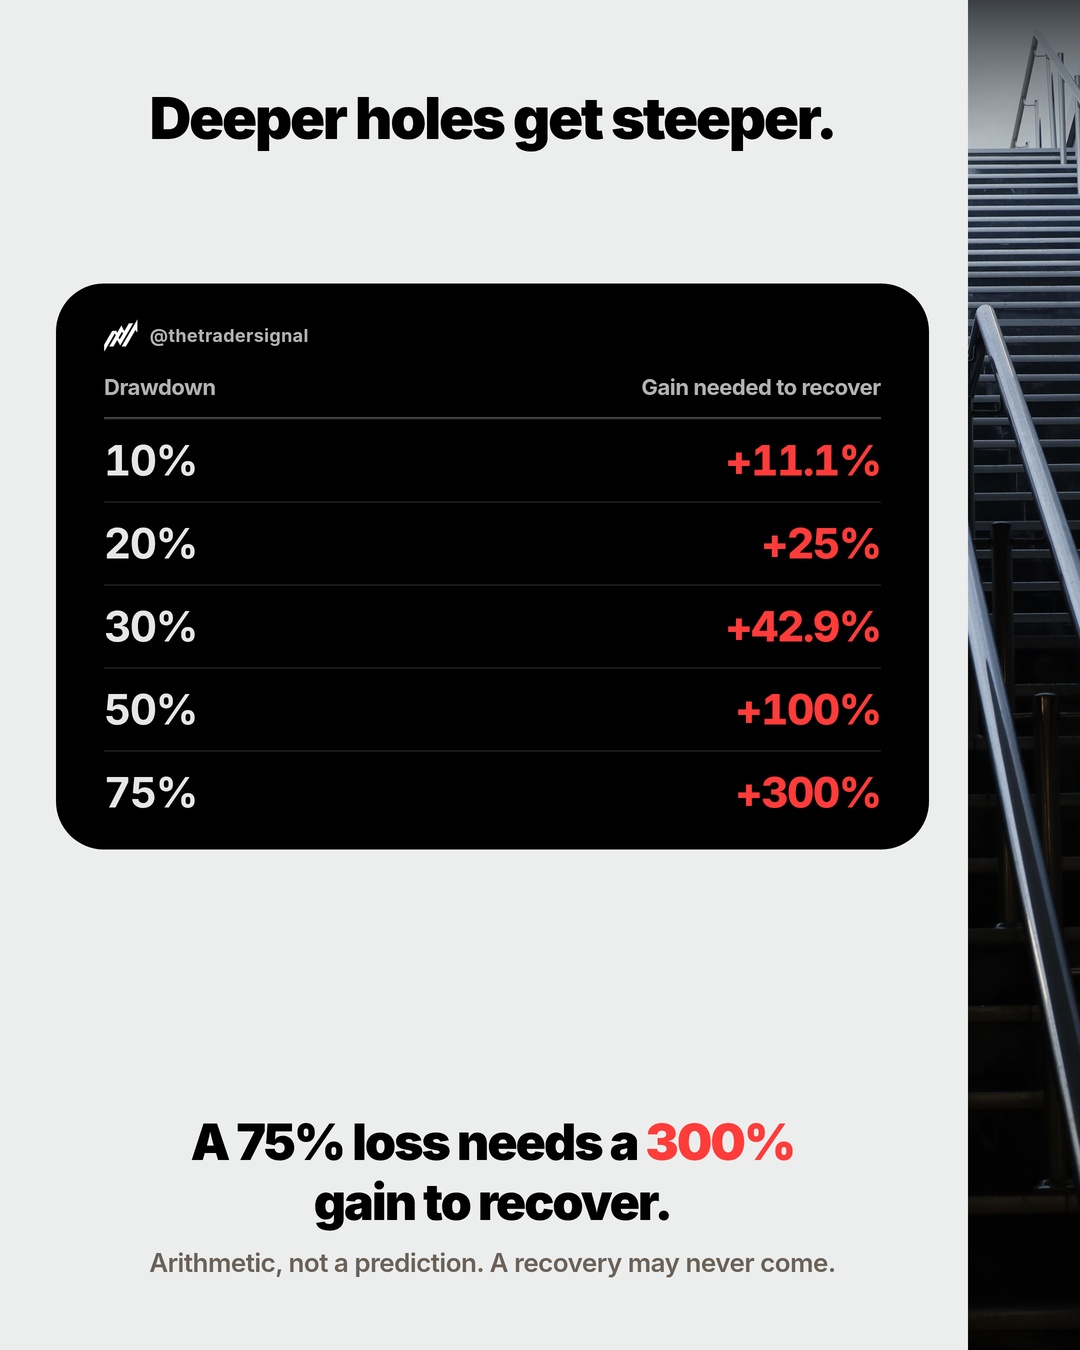 Deeper holes get steeper.
@thetradersignal
Drawdown Gain needed to recover
10% +11.1%
20% +25%
30% +42.9%
50% +100%
75% +300%
A 75% loss needs a 300%
gain to recover.
Arithmetic, not a prediction. A recovery may never come.